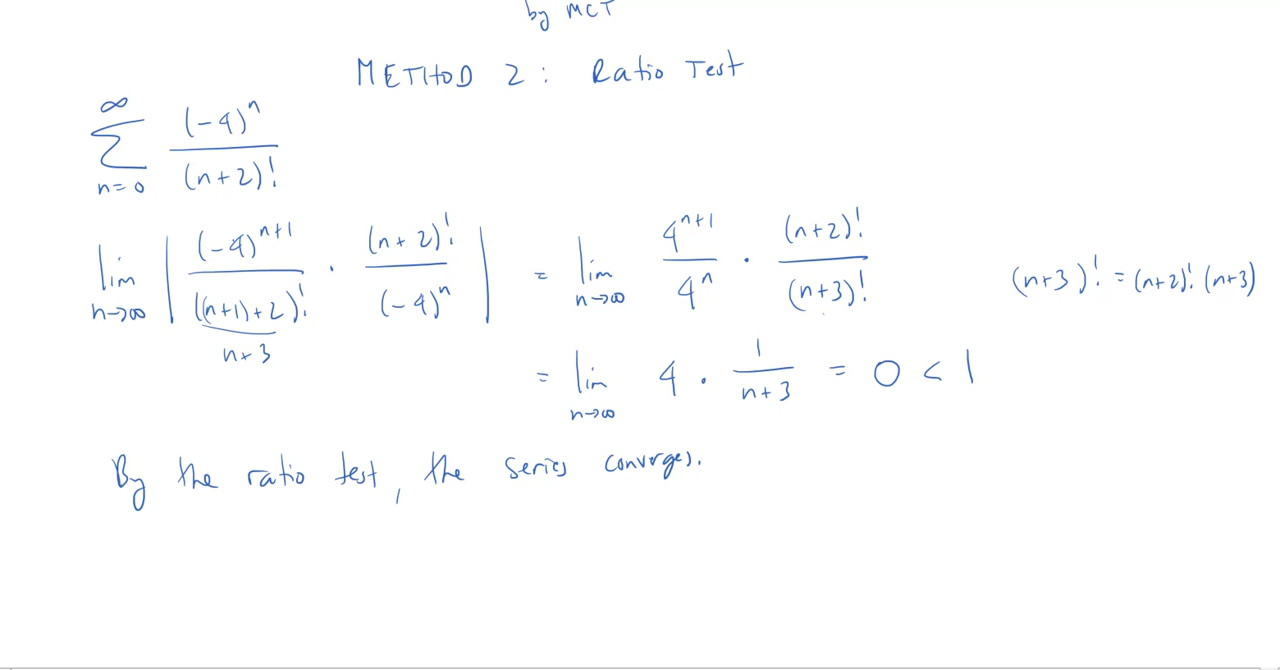 by MCT
METHOD 2: Ratio Test
∑_{n=0}^{∞} (-4)^n / (n+2)!
lim_{n→∞} | (-4)^{n+1} / ((n+1)+2)! · (n+2)! / (-4)^n | = lim_{n→∞} 4^{n+1} / 4^n · (n+2)! / (n+3)!
(n+3)! = (n+2)! (n+3)
n+3
= lim_{n→∞} 4 · 1 / (n+3) = 0 < 1
By the ratio test, the series converges.